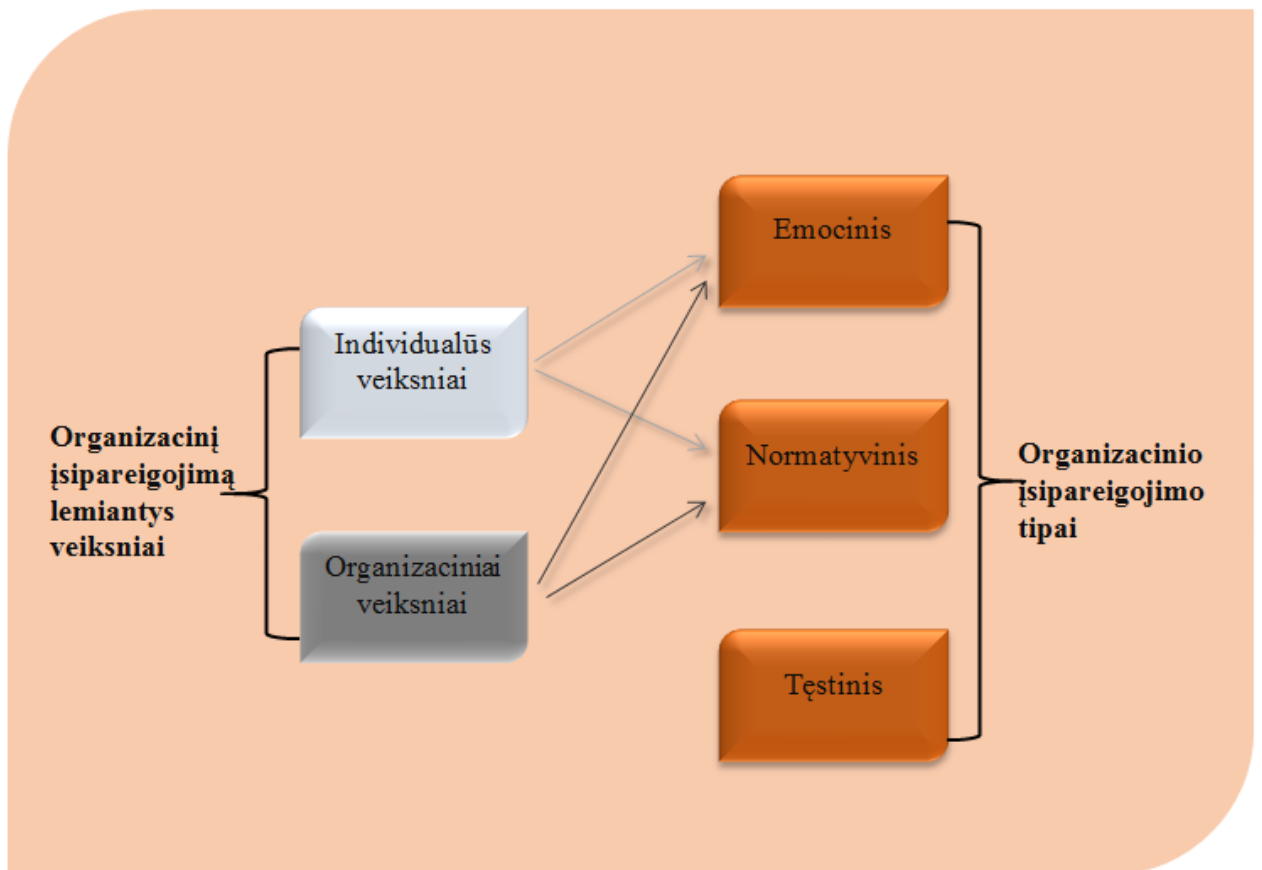 Organizacinį
įsipareigojimą
lemiantys
veiksniai
Individualūs
veiksniai
Organizaciniai
veiksniai
Emocinis
Normatyvinis
Tęstinis
Organizacinio
įsipareigojimo
tipai